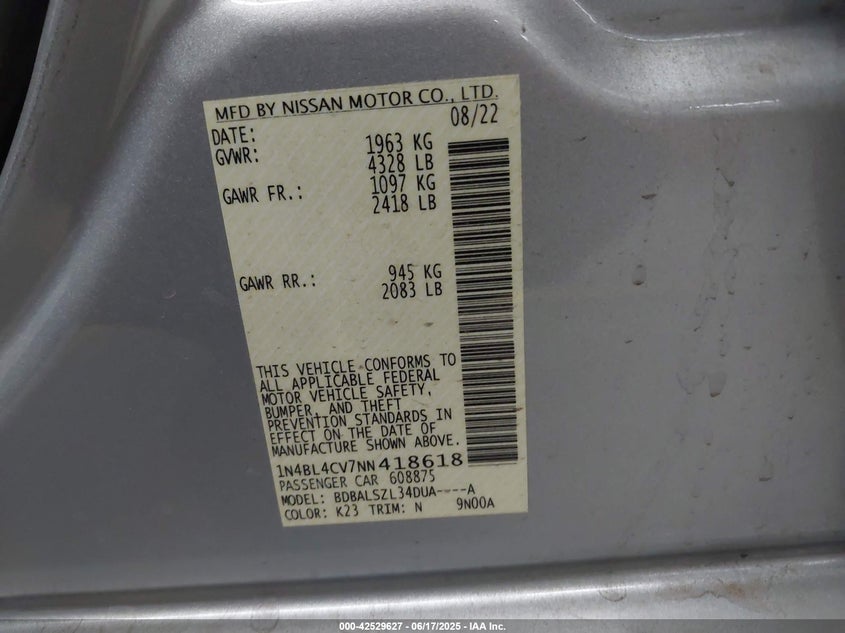 MFD BY NISSAN MOTOR CO., LTD.
DATE: 08/22
GVWR: 1963 KG
4328 LB
GAWR FR.: 1097 KG
2418 LB
GAWR RR.: 945 KG
2083 LB
THIS VEHICLE CONFORMS TO
ALL APPLICABLE FEDERAL
MOTOR VEHICLE SAFETY,
BUMPER, AND THEFT
PREVENTION STANDARDS IN
EFFECT ON THE DATE OF
MANUFACTURE SHOWN ABOVE.
1N4BL4CV7NN418618
PASSENGER CAR 608875
MODEL: BDBALSZL34DUA----A
COLOR: K23 TRIM: N 9N00A
000-42529627 - 06/17/2025 - IAA Inc.